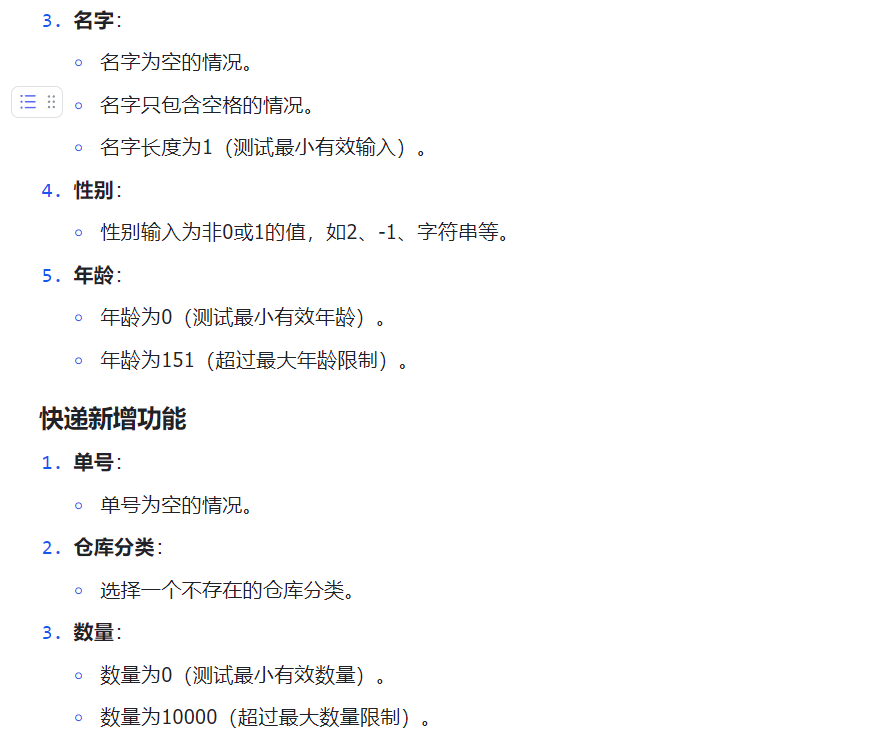 3. 名字：
名字为空的情况。
名字只包含空格的情况。
名字长度为1（测试最小有效输入）。
4. 性别：
性别输入为非0或1的值，如2、-1、字符串等。
5. 年龄：
年龄为0（测试最小有效年龄）。
年龄为151（超过最大年龄限制）。
快递新增功能
1. 单号：
单号为空的情况。
2. 仓库分类：
选择一个不存在的仓库分类。
3. 数量：
数量为0（测试最小有效数量）。
数量为10000（超过最大数量限制）。